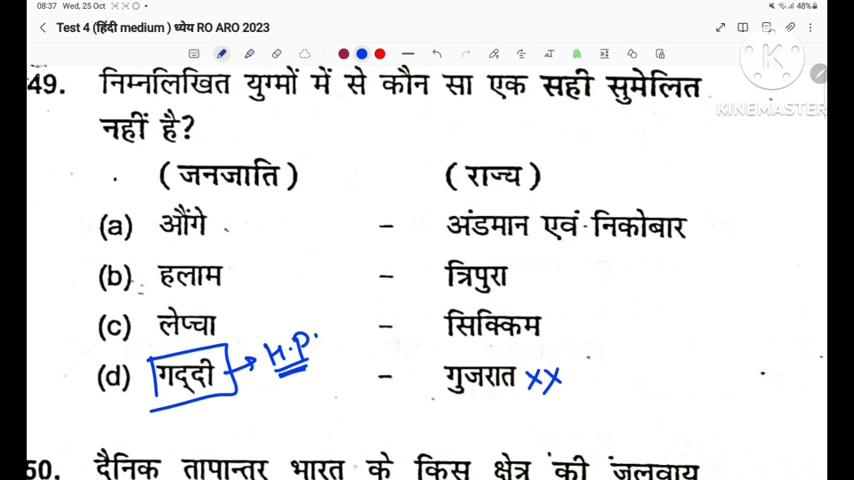 08:37 Wed, 25 Oct
48%
Test 4 (हिंदी medium ) ध्येय RO ARO 2023
KINEMASTER
49. निम्नलिखित युग्मों में से कौन सा एक सही सुमेलित
नहीं है?
( जनजाति ) ( राज्य )
(a) औंगे - अंडमान एवं निकोबार
(b) हलाम - त्रिपुरा
(c) लेप्चा - सिक्किम
H.P.
(d) गद्दी - गुजरात xx
50. दैनिक तापान्तर भारत के किस क्षेत्र की जलवायु